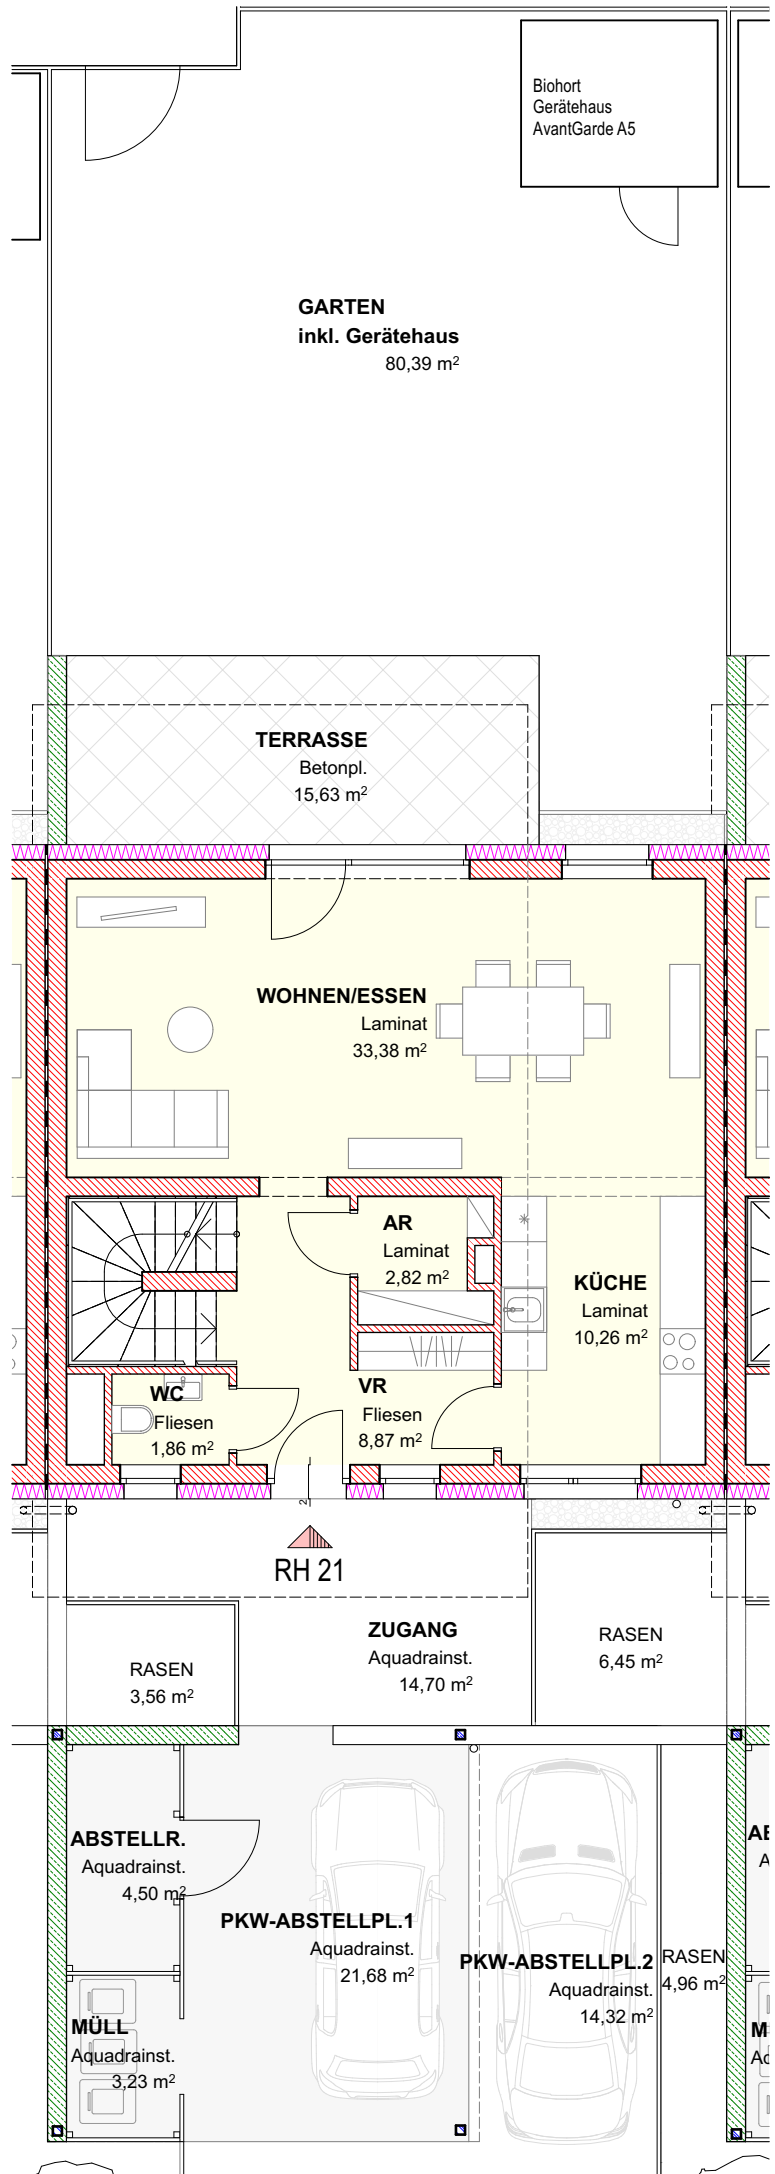 Biohort
Gerätehaus
AvantGarde A5
GARTEN
inkl. Gerätehaus
80,39 m²
TERRASSE
Betonpl.
15,63 m²
WOHNEN/ESSEN
Laminat
33,38 m²
AR
Laminat
2,82 m²
KÜCHE
Laminat
10,26 m²
WC
Fliesen
1,86 m²
VR
Fliesen
8,87 m²
2
RH 21
ZUGANG
Aquadrainst.
14,70 m²
RASEN
6,45 m²
RASEN
3,56 m²
ABSTELLR.
Aquadrainst.
4,50 m²
PKW-ABSTELLPL.1
Aquadrainst.
21,68 m²
PKW-ABSTELLPL.2
Aquadrainst.
14,32 m²
RASEN
4,96 m²
MÜLL
Aquadrainst.
3,23 m²